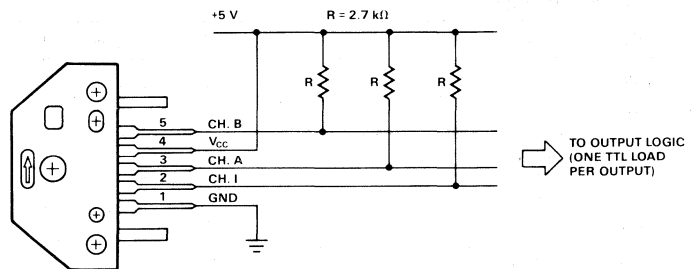 +5 V R = 2.7 kΩ
R R R
5 CH. B
4 VCC
3 CH. A
2 CH. I
1 GND
TO OUTPUT LOGIC
(ONE TTL LOAD
PER OUTPUT)